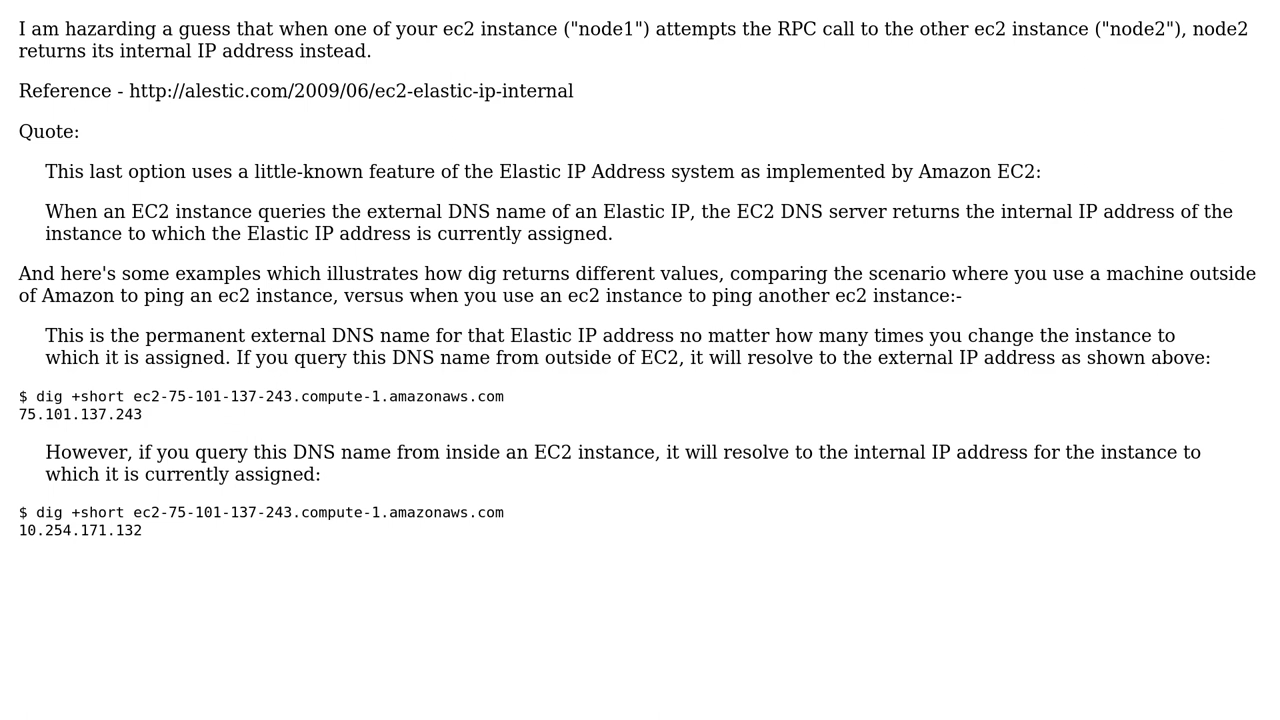 I am hazarding a guess that when one of your ec2 instance ("node1") attempts the RPC call to the other ec2 instance ("node2"), node2
returns its internal IP address instead.
Reference - http://alestic.com/2009/06/ec2-elastic-ip-internal
Quote:
This last option uses a little-known feature of the Elastic IP Address system as implemented by Amazon EC2:
When an EC2 instance queries the external DNS name of an Elastic IP, the EC2 DNS server returns the internal IP address of the
instance to which the Elastic IP address is currently assigned.
And here's some examples which illustrates how dig returns different values, comparing the scenario where you use a machine outside
of Amazon to ping an ec2 instance, versus when you use an ec2 instance to ping another ec2 instance:-
This is the permanent external DNS name for that Elastic IP address no matter how many times you change the instance to
which it is assigned. If you query this DNS name from outside of EC2, it will resolve to the external IP address as shown above:
$ dig +short ec2-75-101-137-243.compute-1.amazonaws.com
75.101.137.243
However, if you query this DNS name from inside an EC2 instance, it will resolve to the internal IP address for the instance to
which it is currently assigned:
$ dig +short ec2-75-101-137-243.compute-1.amazonaws.com
10.254.171.132